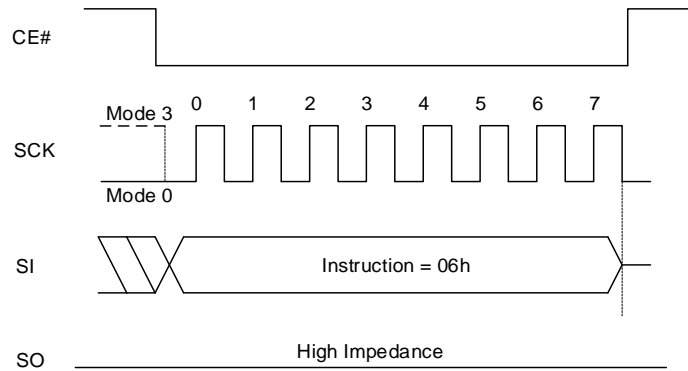 CE#
Mode 3
0 1 2 3 4 5 6 7
SCK
Mode 0
SI
Instruction = 06h
SO
High Impedance